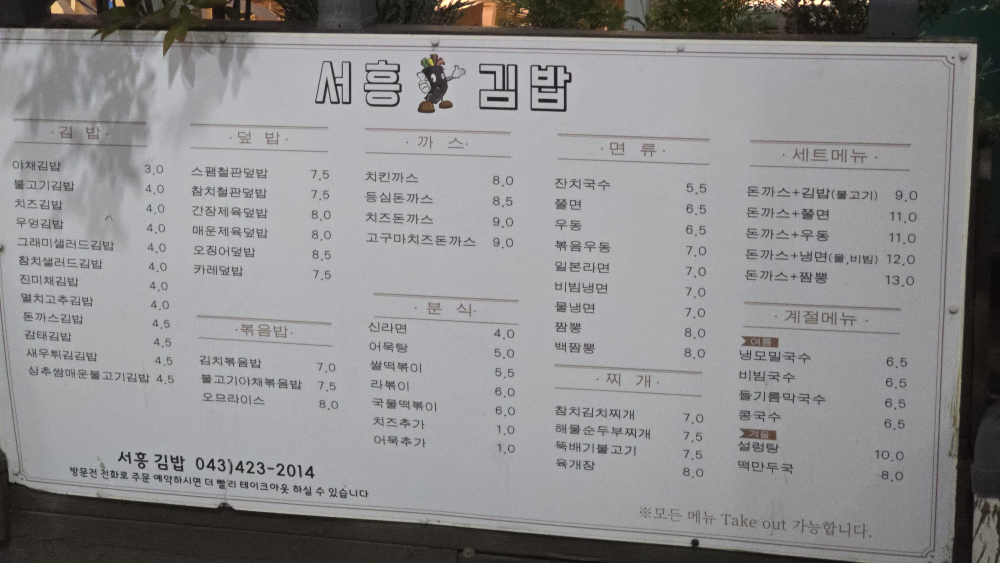 서흥 김밥
김 밥
야채김밥 3,0
불고기김밥 4,0
치즈김밥 4,0
우엉김밥 4,0
그래미샐러드김밥 4,0
참치샐러드김밥 4,0
진미채김밥 4,0
멸치고추김밥 4,0
돈까스김밥 4,5
감태김밥 4,5
새우튀김김밥 4,5
상추쌈매운불고기김밥 4,5
덮 밥
스팸철판덮밥 7,5
참치철판덮밥 7,5
간장제육덮밥 8,0
매운제육덮밥 8,0
오징어덮밥 8,5
카레덮밥 7,5
볶음밥
김치볶음밥 7,0
불고기야채볶음밥 7,5
오므라이스 8,0
까 스
치킨까스 8,0
등심돈까스 8,5
치즈돈까스 9,0
고구마치즈돈까스 9,0
분 식
신라면 4,0
어묵탕 5,0
쌀떡볶이 5,5
라볶이 6,0
국물떡볶이 6,0
치즈추가 1,0
어묵추가 1,0
면 류
잔치국수 5,5
쫄면 6,5
우동 6,5
볶음우동 7,0
일본라면 7,0
비빔냉면 7,0
물냉면 7,0
짬뽕 8,0
백짬뽕 8,0
찌 개
참치김치찌개 7,0
해물순두부찌개 7,5
뚝배기불고기 7,5
육개장 8,0
세트메뉴
돈까스+김밥(불고기) 9,0
돈까스+쫄면 11,0
돈까스+우동 11,0
돈까스+냉면(물,비빔) 12,0
돈까스+짬뽕 13,0
계절메뉴
여름
냉모밀국수 6,5
비빔국수 6,5
들기름막국수 6,5
콩국수 6,5
겨울
설렁탕 10,0
떡만두국 8,0
서흥 김밥 043)423-2014
방문전 전화로 주문 예약하시면 더 빨리 테이크아웃 하실 수 있습니다
※모든 메뉴 Take out 가능합니다.